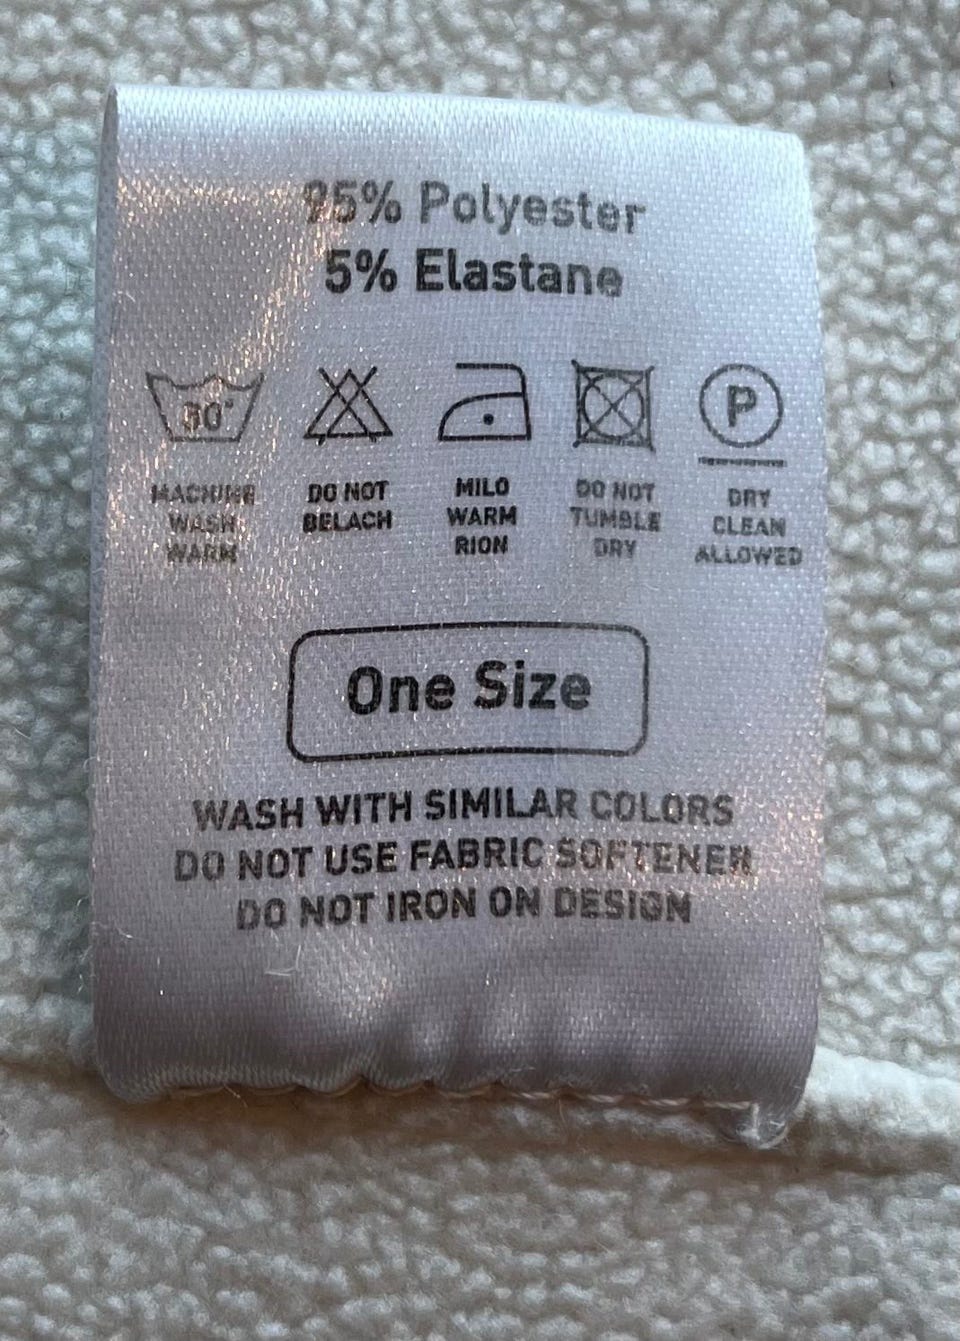 95% Polyester
5% Elastane
30°
P
MACHINE WASH WARM
DO NOT BELACH
MILO WARM RION
DO NOT TUMBLE DRY
DRY CLEAN ALLOWED
One Size
WASH WITH SIMILAR COLORS
DO NOT USE FABRIC SOFTENER
DO NOT IRON ON DESIGN